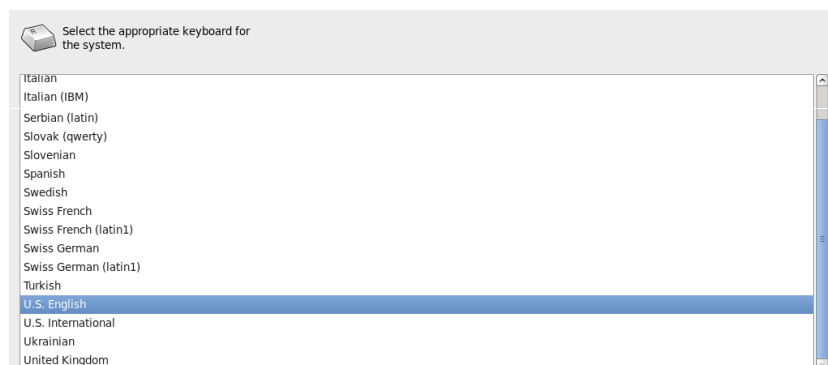 Select the appropriate keyboard for
the system.
Italian
Italian (IBM)
Serbian (latin)
Slovak (qwerty)
Slovenian
Spanish
Swedish
Swiss French
Swiss French (latin1)
Swiss German
Swiss German (latin1)
Turkish
U.S. English
U.S. International
Ukrainian
United Kingdom